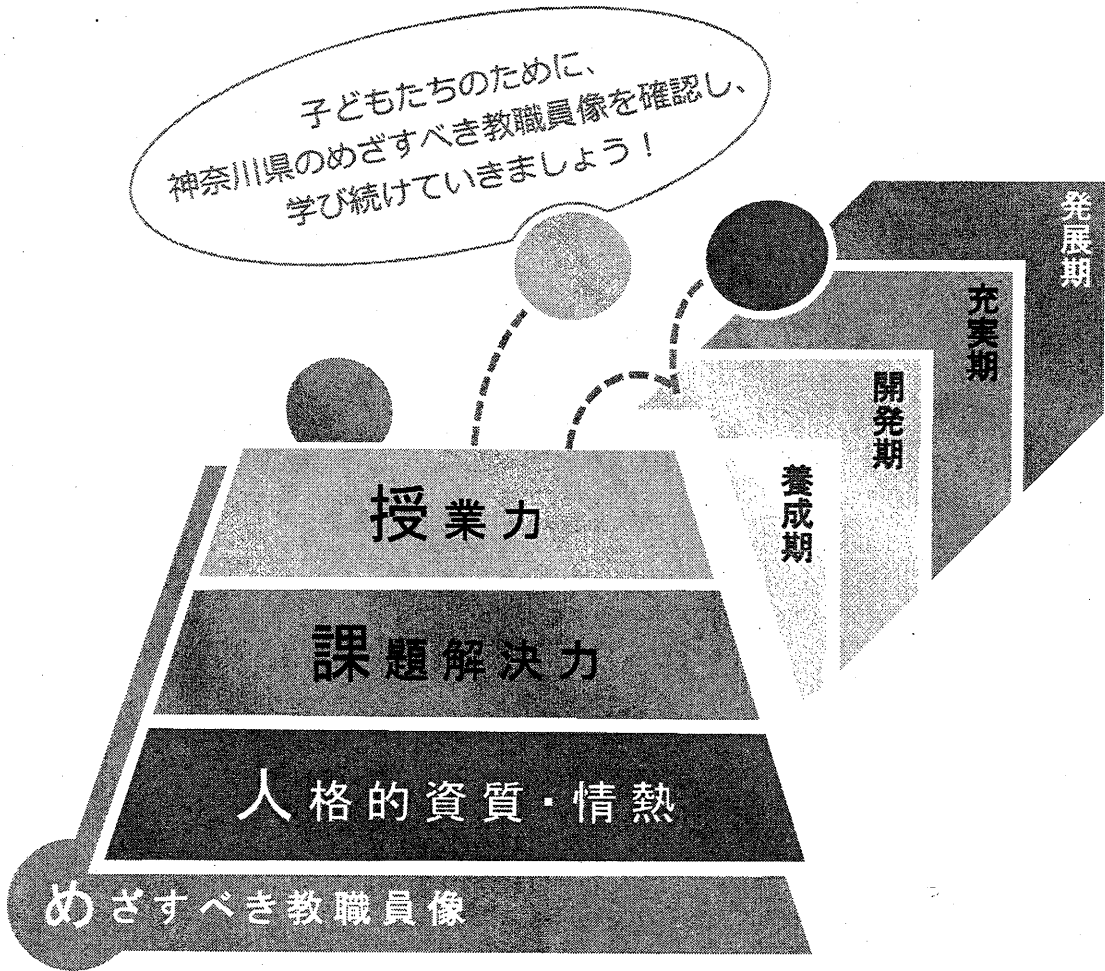 子どもたちのために、
神奈川県のめざすべき教職員像を確認し、
学び続けていきましょう！
発展期
充実期
開発期
養成期
授業力
課題解決力
人格的資質・情熱
めざすべき教職員像